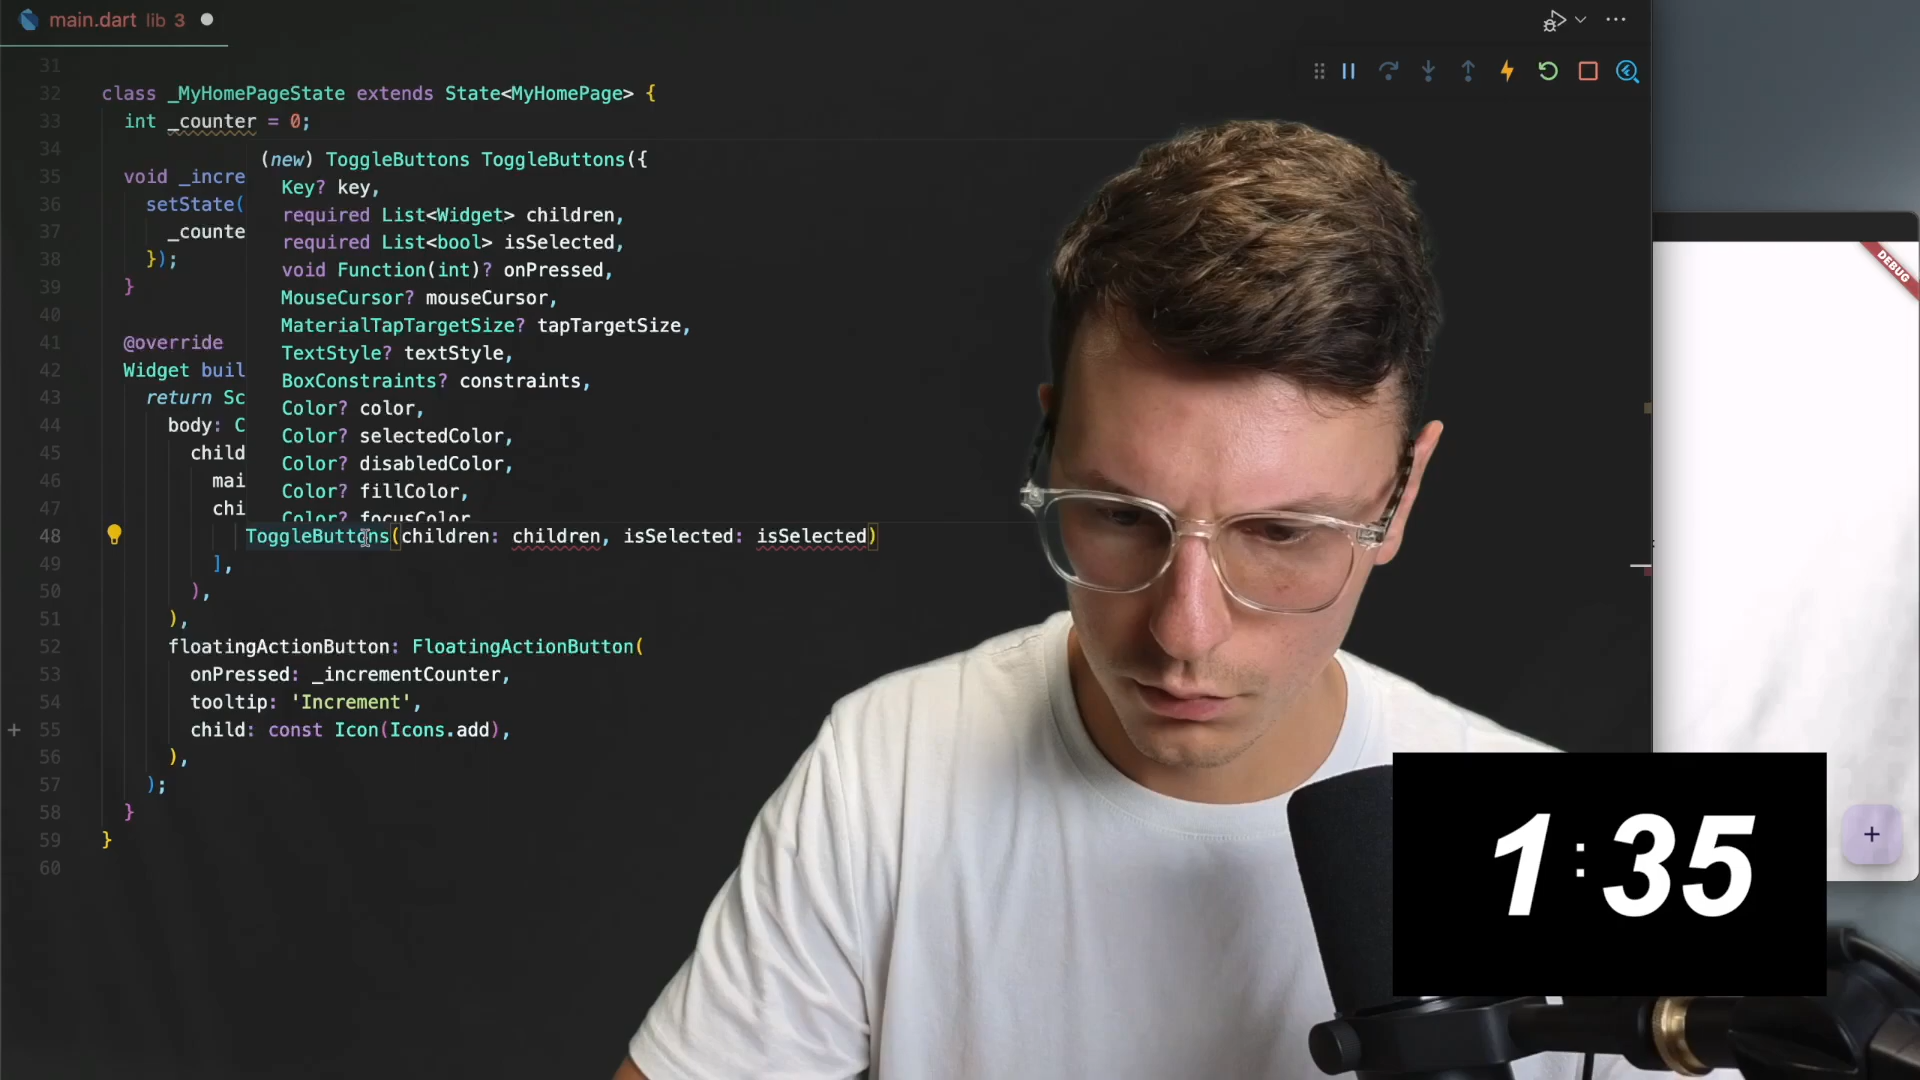 main.dart lib 3
31
32 class _MyHomePageState extends State<MyHomePage> {
33 int _counter = 0;
34
(new) ToggleButtons ToggleButtons({
Key? key,
required List<Widget> children,
required List<bool> isSelected,
void Function(int)? onPressed,
MouseCursor? mouseCursor,
MaterialTapTargetSize? tapTargetSize,
TextStyle? textStyle,
BoxConstraints? constraints,
Color? color,
Color? selectedColor,
Color? disabledColor,
Color? fillColor,
Color? focusColor
35 void _incre
36 setState(
37 _counte
38 });
39 }
40
41 @override
42 Widget buil
43 return Sc
44 body: C
45 child
46 mai
47 chi
48 ToggleButtons(children: children, isSelected: isSelected)
49 ],
50 ),
51 ),
52 floatingActionButton: FloatingActionButton(
53 onPressed: _incrementCounter,
54 tooltip: 'Increment',
55 child: const Icon(Icons.add),
56 ),
57 );
58 }
59 }
60
DEBUG
1:35